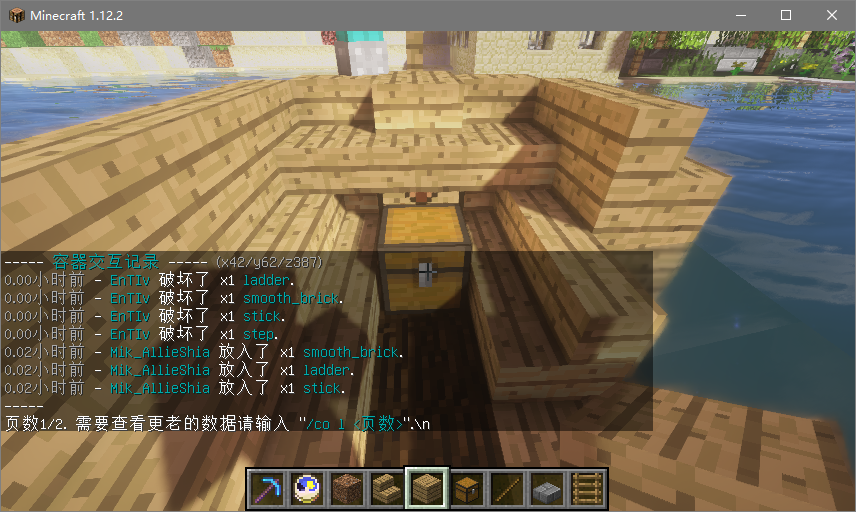 Minecraft 1.12.2
----- 容器交互记录 ----- (x42/y62/z387)
0.00小时前 - EnTIv 破坏了 x1 ladder.
0.00小时前 - EnTIv 破坏了 x1 smooth_brick.
0.00小时前 - EnTIv 破坏了 x1 stick.
0.00小时前 - EnTIv 破坏了 x1 step.
0.02小时前 - Mik_AllieShia 放入了 x1 smooth_brick.
0.02小时前 - Mik_AllieShia 放入了 x1 ladder.
0.02小时前 - Mik_AllieShia 放入了 x1 stick.
-----
页数1/2. 需要查看更老的数据请输入 "/co l <页数>".\n